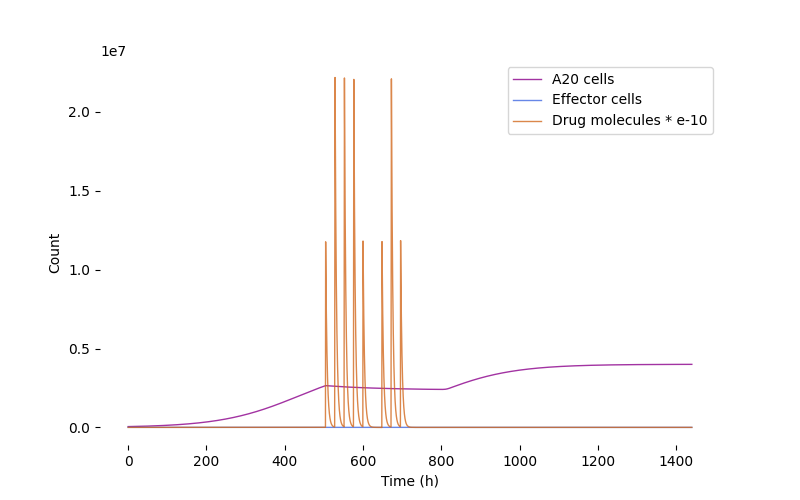 1e7
A20 cells
Effector cells
Drug molecules * e-10
2.0
1.5
1.0
0.5
0.0
Count
0 200 400 600 800 1000 1200 1400
Time (h)